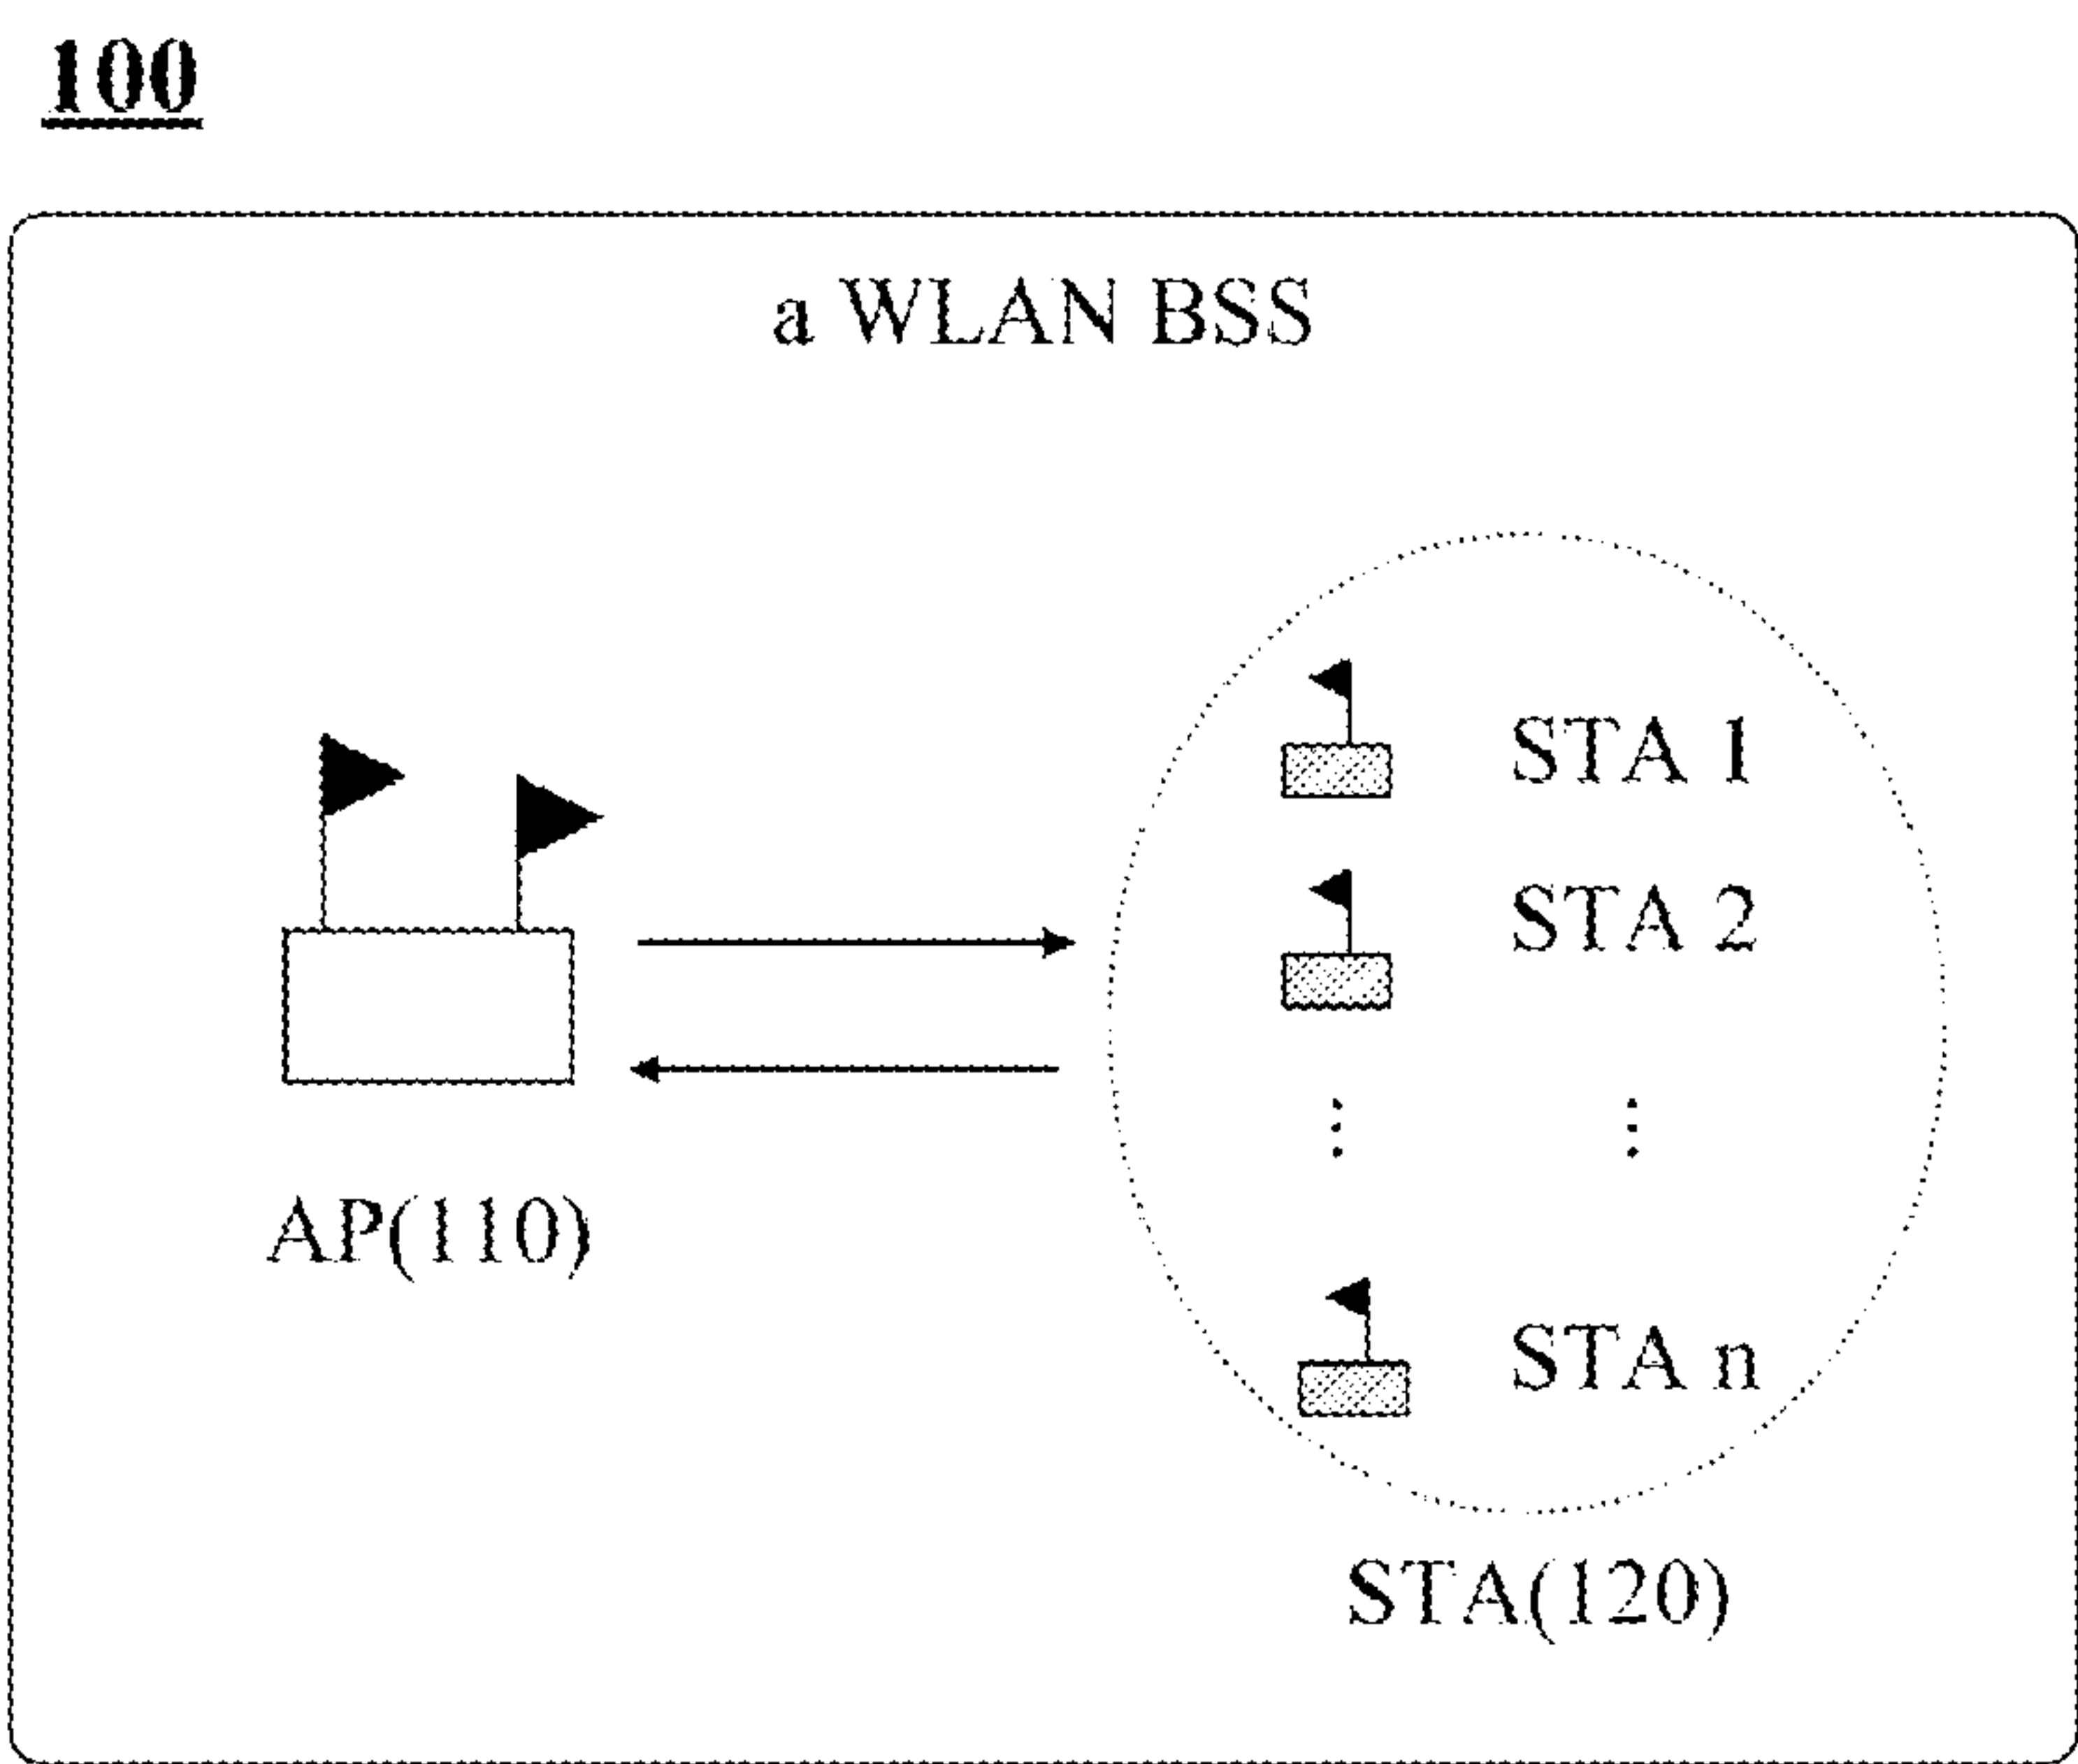 100
a WLAN BSS
STA 1
STA 2
AP(110)
STA n
STA(120)